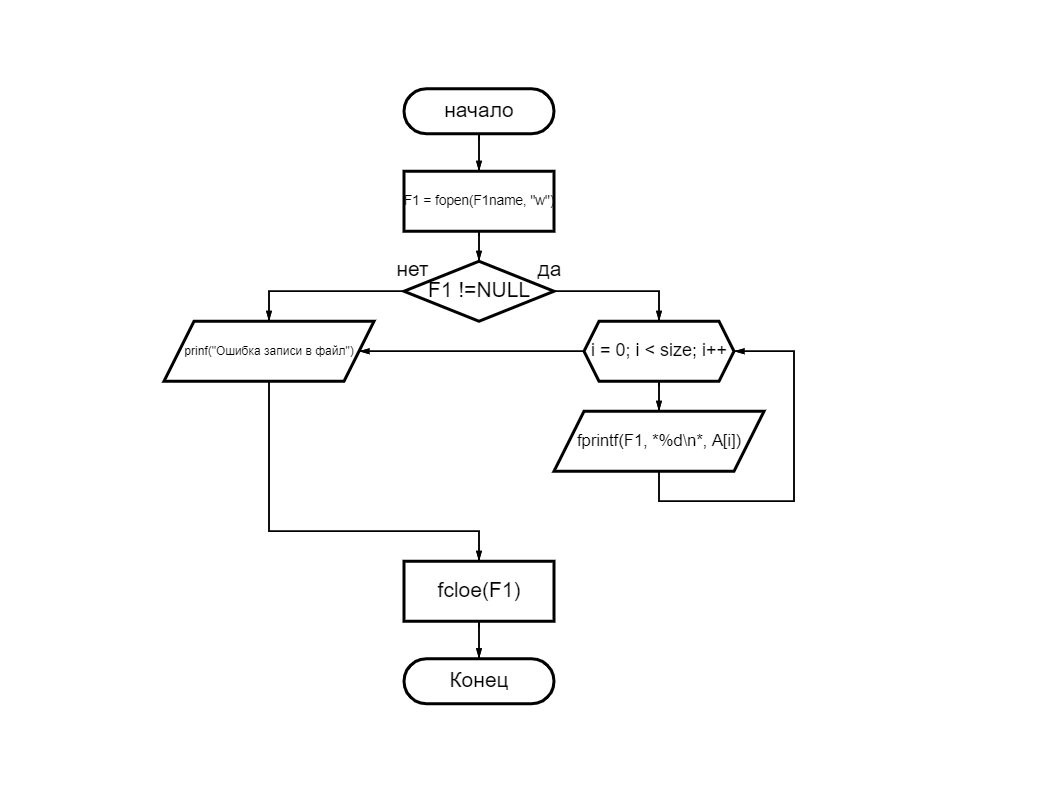 начало
F1 = fopen(F1name, "w")
нет
да
F1 !=NULL
prinf("Ошибка записи в файл")
i = 0; i < size; i++
fprintf(F1, *%d\n*, A[i])
fcloe(F1)
Конец